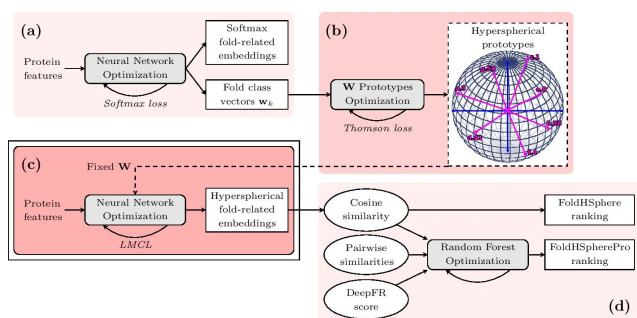 (a)
Protein
features
Neural Network
Optimization
Softmax loss
Softmax
fold-related
embeddings
Fold class
vectors w_k
(b)
W Prototypes
Optimization
Thomson loss
Hyperspherical
prototypes
(c)
Fixed W
Protein
features
Neural Network
Optimization
LMCL
Hyperspherical
fold-related
embeddings
Cosine
similarity
Pairwise
similarities
DeepFR
score
Random Forest
Optimization
FoldHSphere
ranking
FoldHSpherePro
ranking
(d)